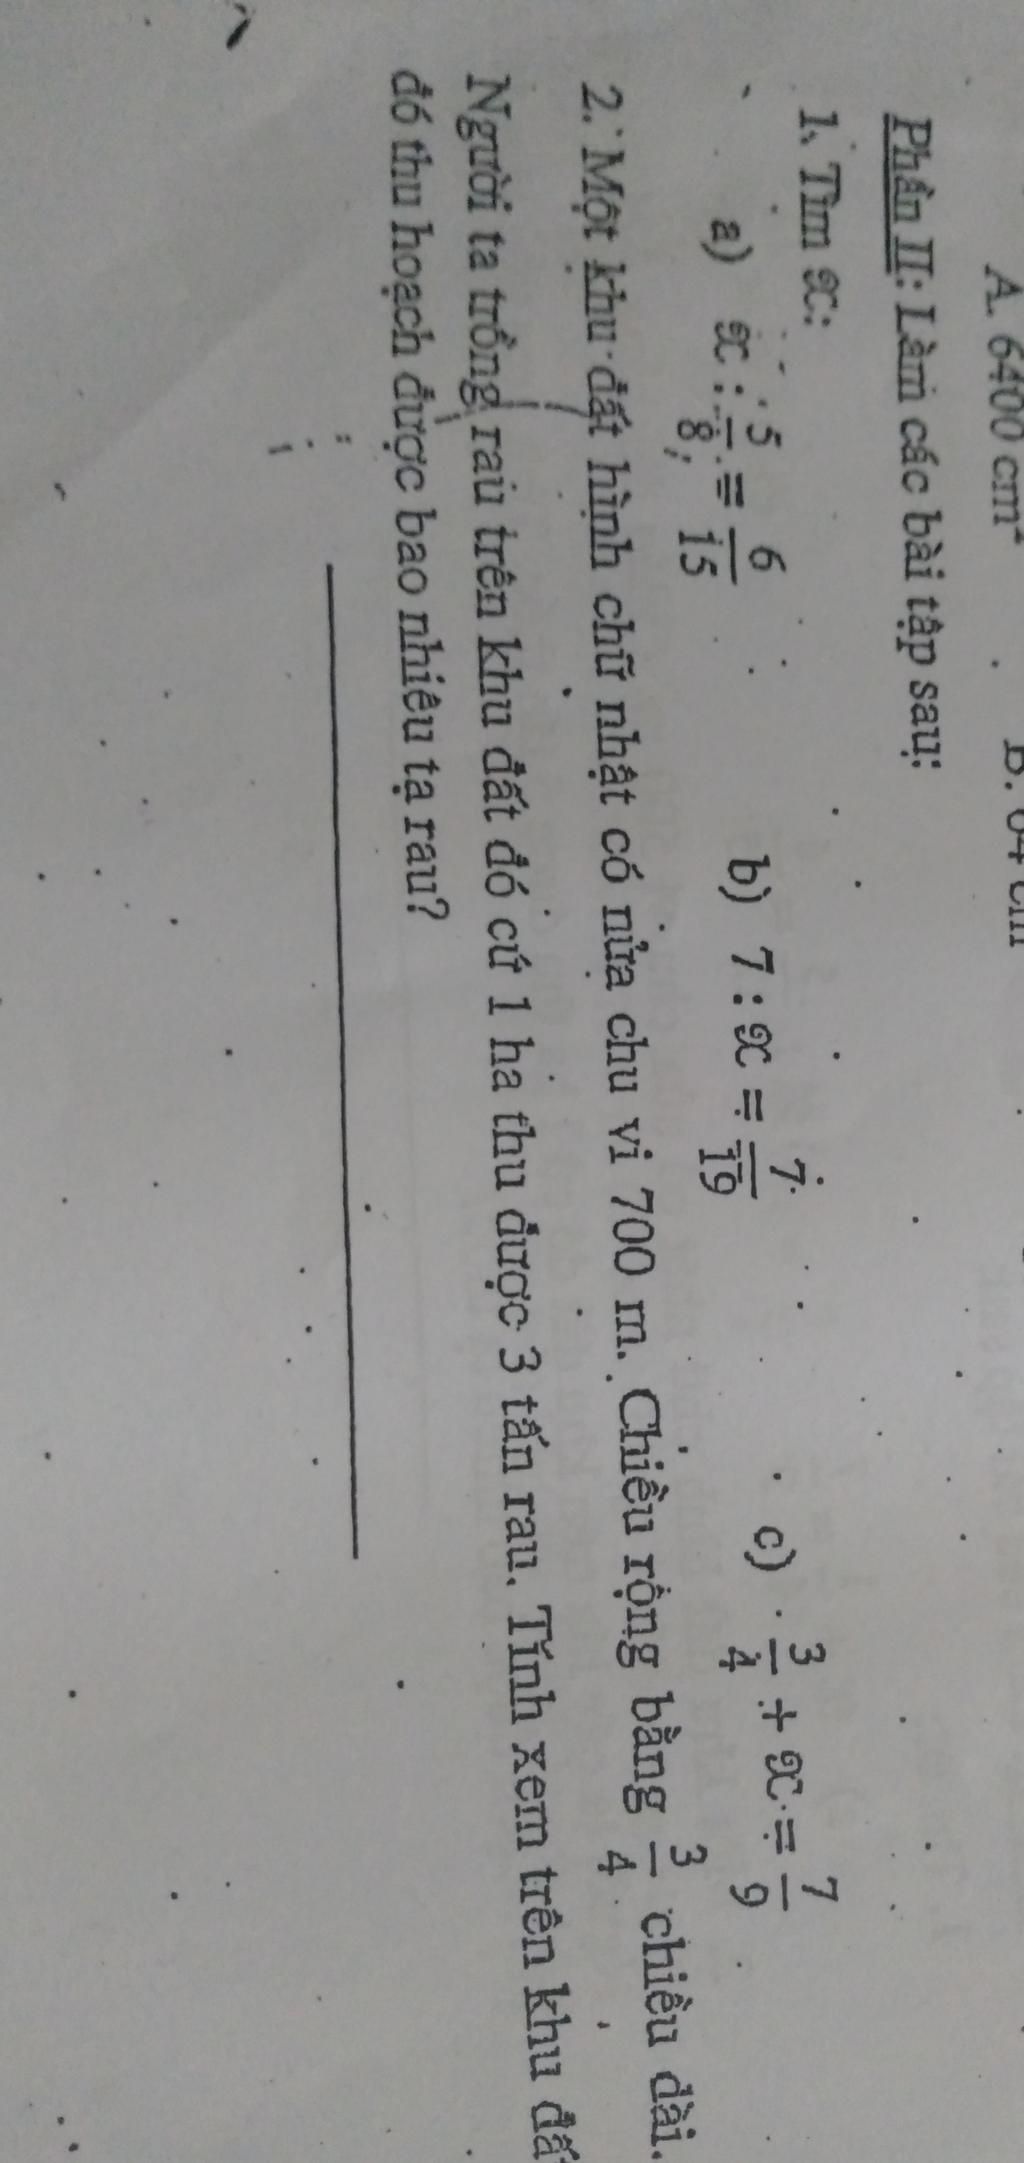 A. 6400 cm²
Phần II: Làm các bài tập sau:
1. Tìm x:
a) x : 5/8 = 6/15 b) 7 : x = 7/19 c) 3/4 + x = 7/9
2. Một khu đất hình chữ nhật có nửa chu vi 700 m. Chiều rộng bằng 3/4 chiều dài.
Người ta trồng rau trên khu đất đó cứ 1 ha thu được 3 tấn rau. Tính xem trên khu đất
đó thu hoạch được bao nhiêu tạ rau?